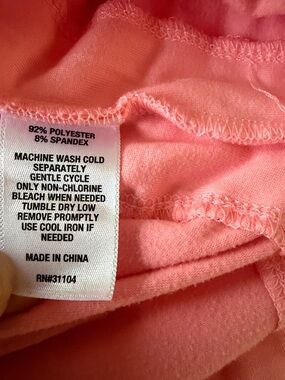 92% POLYESTER
8% SPANDEX
MACHINE WASH COLD
SEPARATELY
GENTLE CYCLE
ONLY NON-CHLORINE
BLEACH WHEN NEEDED
TUMBLE DRY LOW
REMOVE PROMPTLY
USE COOL IRON IF
NEEDED
MADE IN CHINA
RN#31104